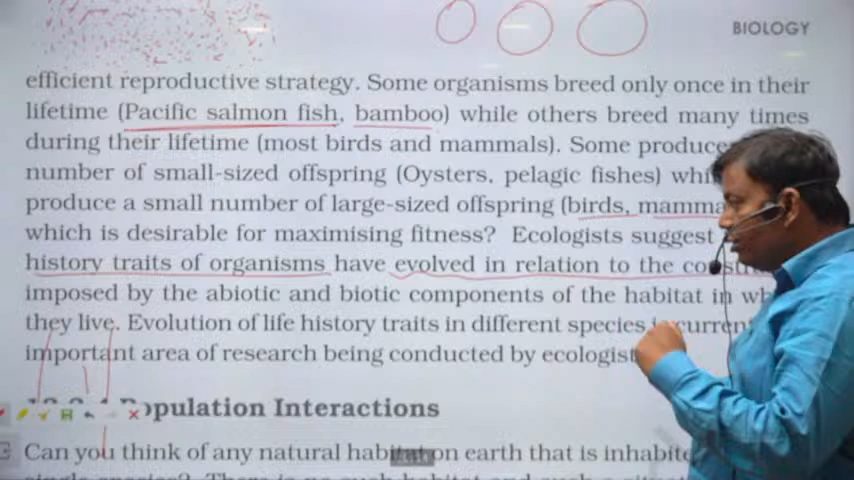 BIOLOGY
efficient reproductive strategy. Some organisms breed only once in their
lifetime (Pacific salmon fish, bamboo) while others breed many times
during their lifetime (most birds and mammals). Some produce
number of small-sized offspring (Oysters, pelagic fishes)
produce a small number of large-sized offspring (birds,
which is desirable for maximising fitness? Ecologists suggest
history traits of organisms have evolved in relation to the
imposed by the abiotic and biotic components of the habitat in
they live. Evolution of life history traits in different species
important area of research being conducted by
Population Interactions
Can you think of any natural habitat on earth that is